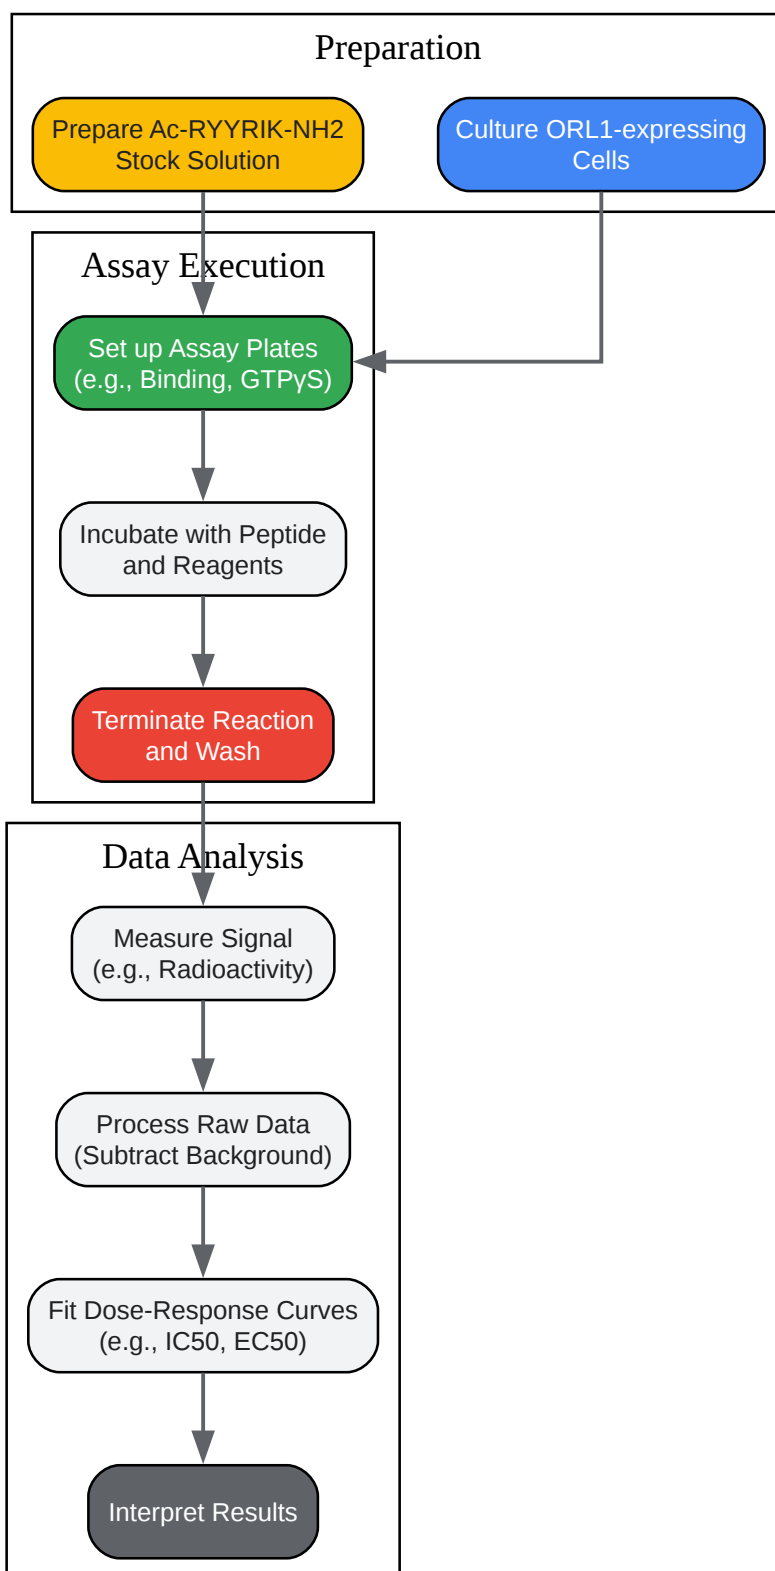 Preparation
Prepare Ac-RYYRIK-NH2
Stock Solution
Culture ORL1-expressing
Cells
Assay Execution
Set up Assay Plates
(e.g., Binding, GTPγS)
Incubate with Peptide
and Reagents
Terminate Reaction
and Wash
Data Analysis
Measure Signal
(e.g., Radioactivity)
Process Raw Data
(Subtract Background)
Fit Dose-Response Curves
(e.g., IC50, EC50)
Interpret Results